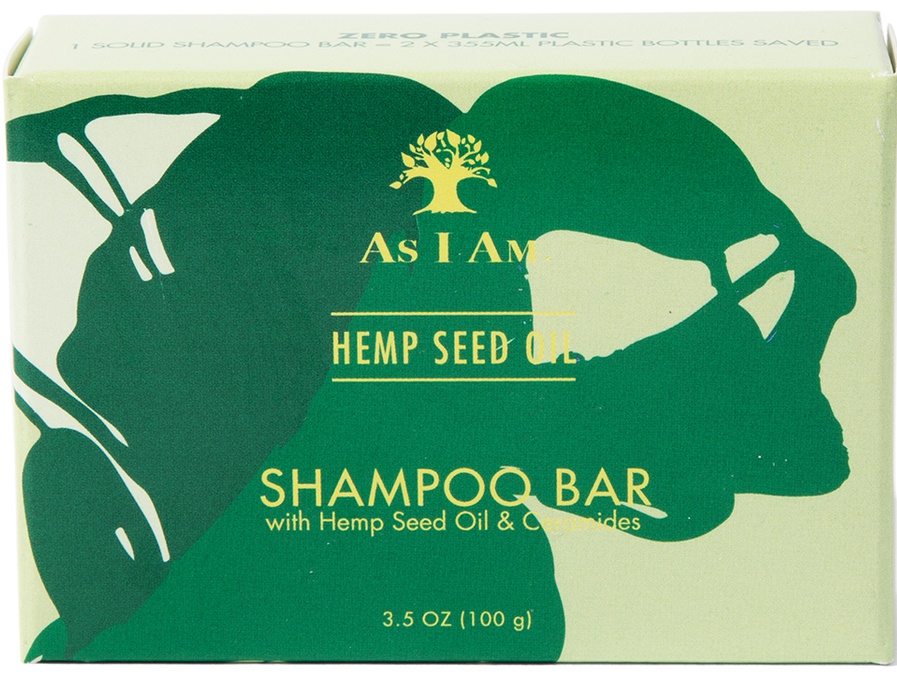 ZERO PLASTIC
1 SOLID SHAMPOO BAR = 2 X 355ML PLASTIC BOTTLES SAVED
As I Am
HEMP SEED OIL
SHAMPOO BAR
with Hemp Seed Oil & Ceramides
3.5 OZ (100 g)